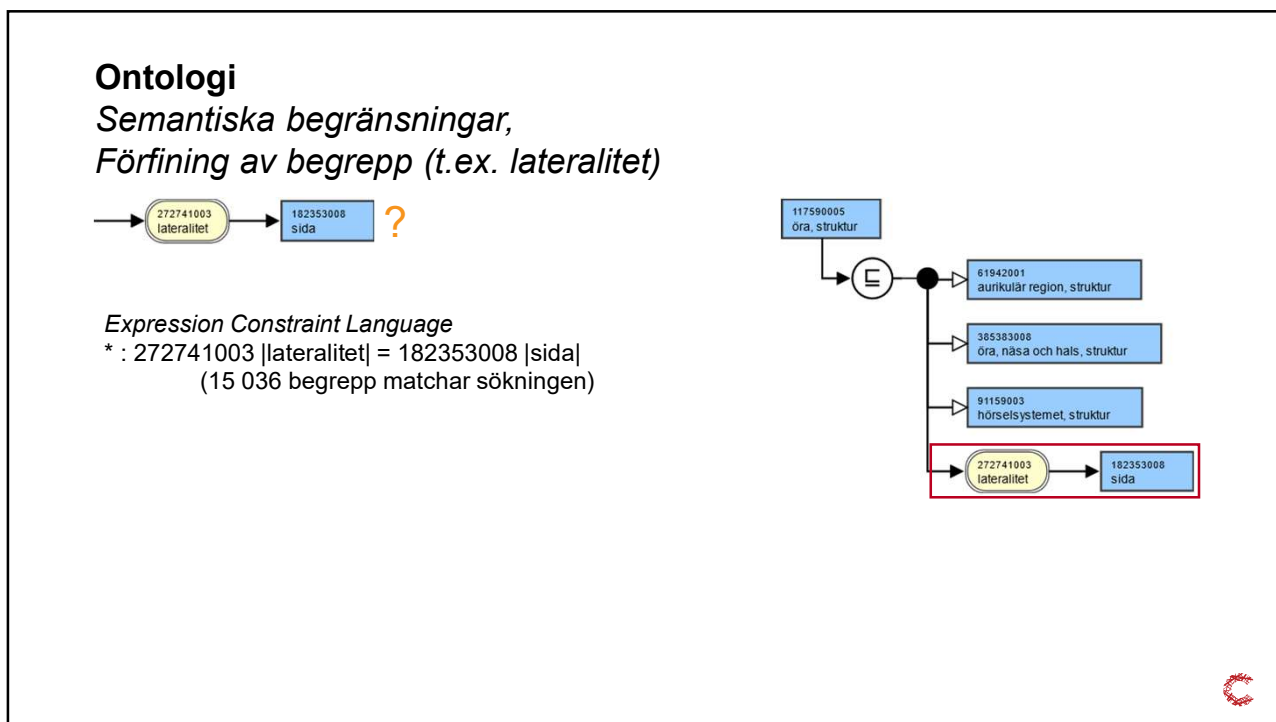 Ontologi
Semantiska begränsningar,
Förfining av begrepp (t.ex. lateralitet)
272741003
lateralitet
182353008
sida
?
Expression Constraint Language
* : 272741003 |lateralitet| = 182353008 |sida|
(15 036 begrepp matchar sökningen)
117590005
öra, struktur
⊑
61942001
aurikulär region, struktur
385383008
öra, näsa och hals, struktur
91159003
hörselsystemet, struktur
272741003
lateralitet
182353008
sida